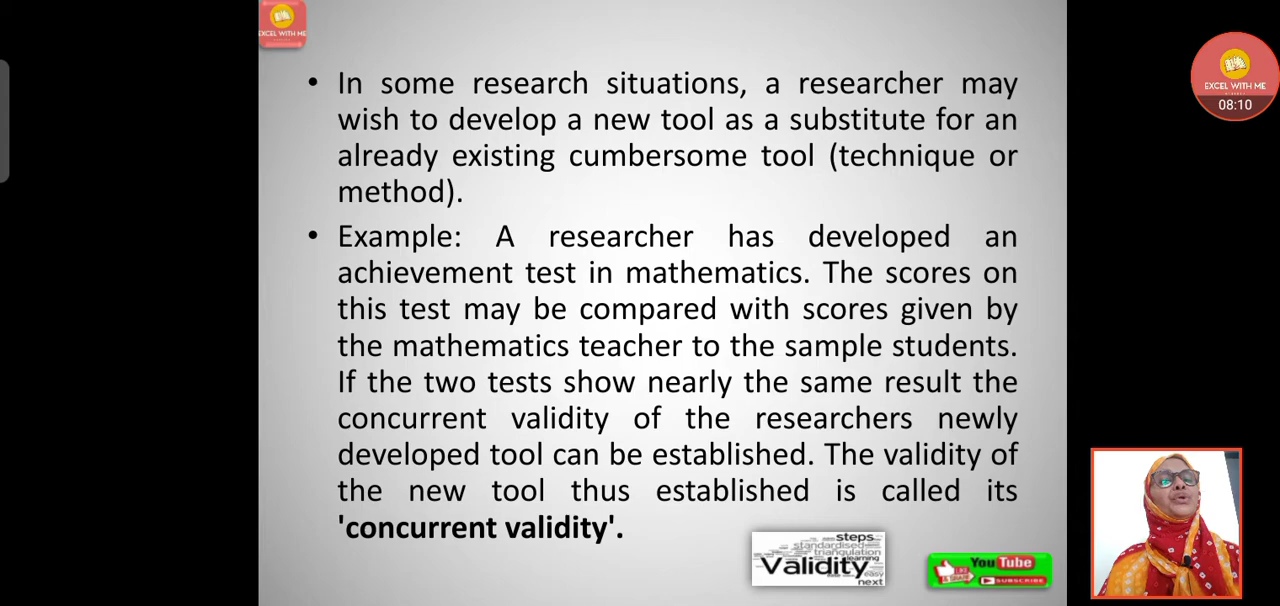 EXCEL WITH ME
• In some research situations, a researcher may
wish to develop a new tool as a substitute for an
already existing cumbersome tool (technique or
method).
• Example: A researcher has developed an
achievement test in mathematics. The scores on
this test may be compared with scores given by
the mathematics teacher to the sample students.
If the two tests show nearly the same result the
concurrent validity of the researchers newly
developed tool can be established. The validity of
the new tool thus established is called its
'concurrent validity'.
steps
standardised
triangulation
learning
Validity
easy
next
YouTube
SUBSCRIBE
EXCEL WITH ME
08:10